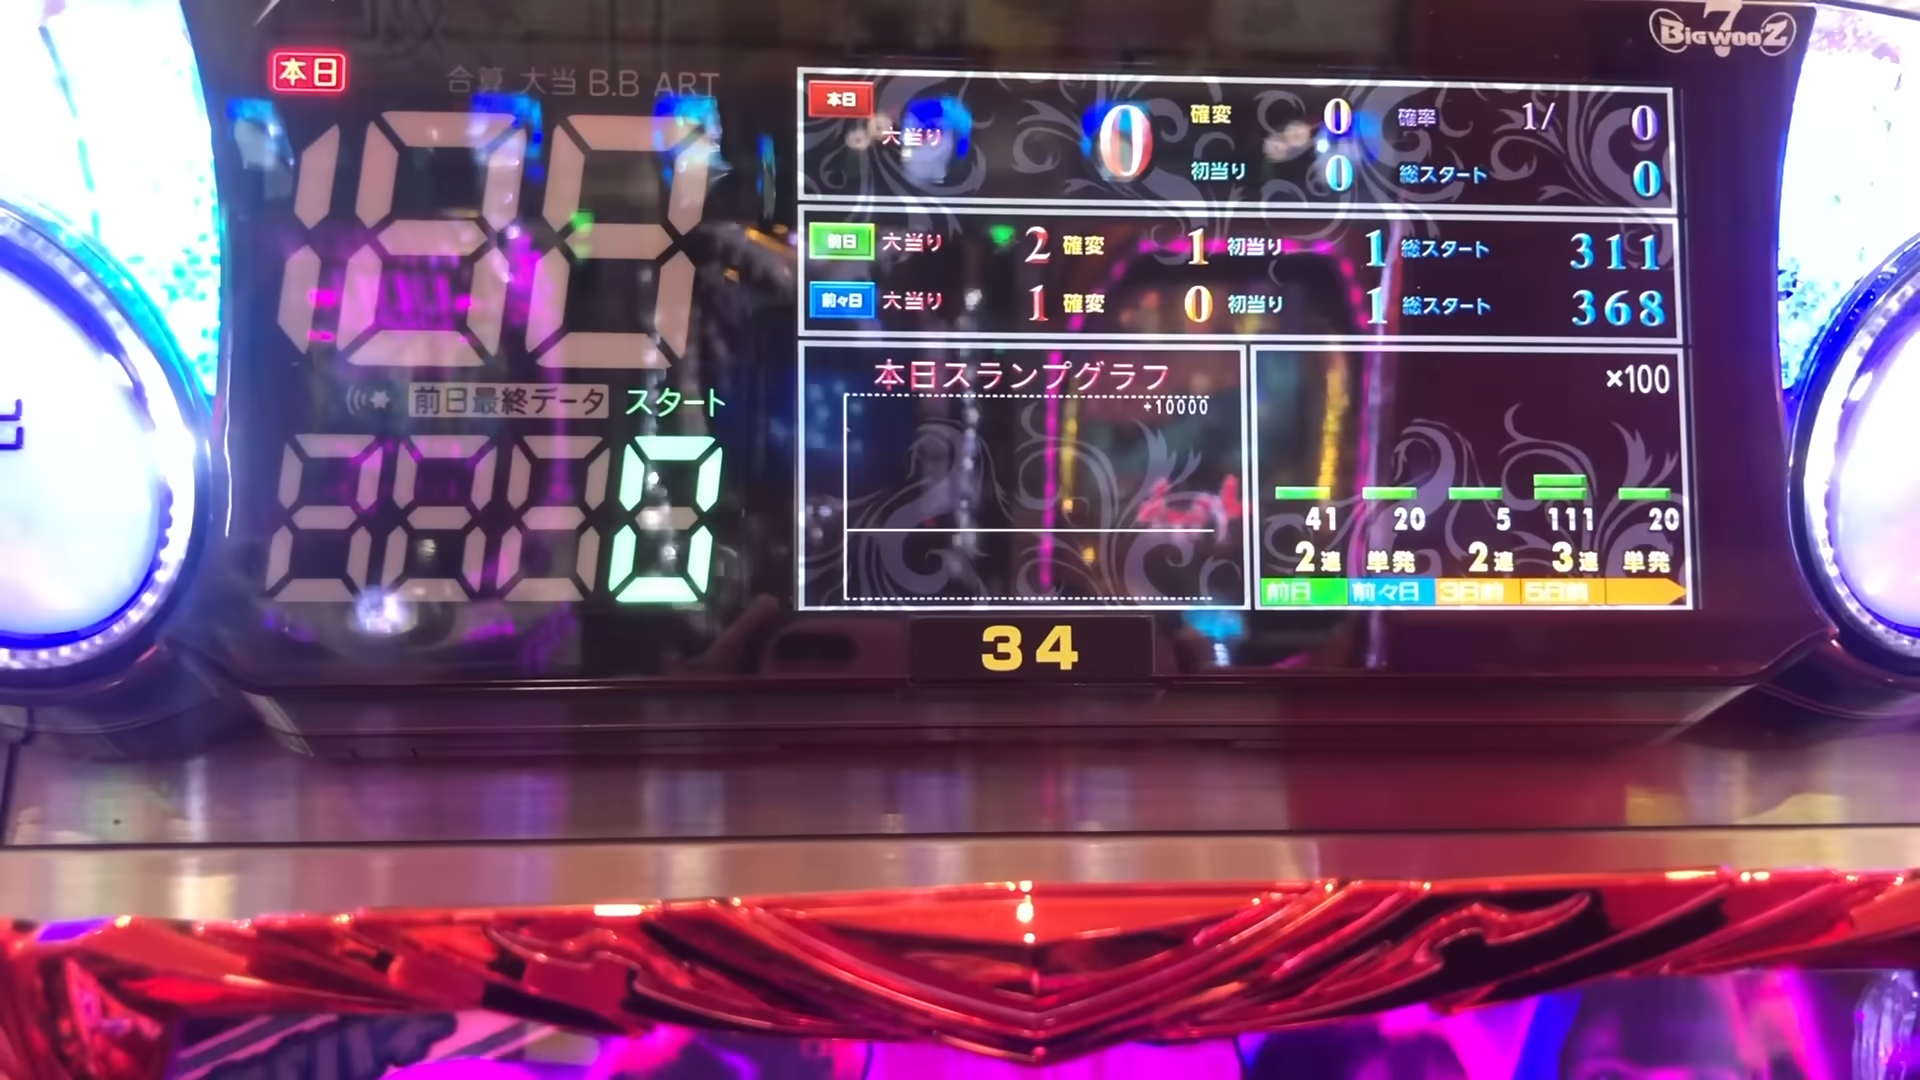 BIGWOO'Z 7
本日
合算 大当 B.B ART
本日 大当り 0 確変 0 確率 1/ 0
初当り 0 総スタート 0
前日 大当り 2 確変 1 初当り 1 総スタート 311
前々日 大当り 1 確変 0 初当り 1 総スタート 368
前日最終データ スタート
0
本日スランプグラフ
+10000
×100
41 20 5 111 20
2連 単発 2連 3連 単発
前日 前々日 3日前
34